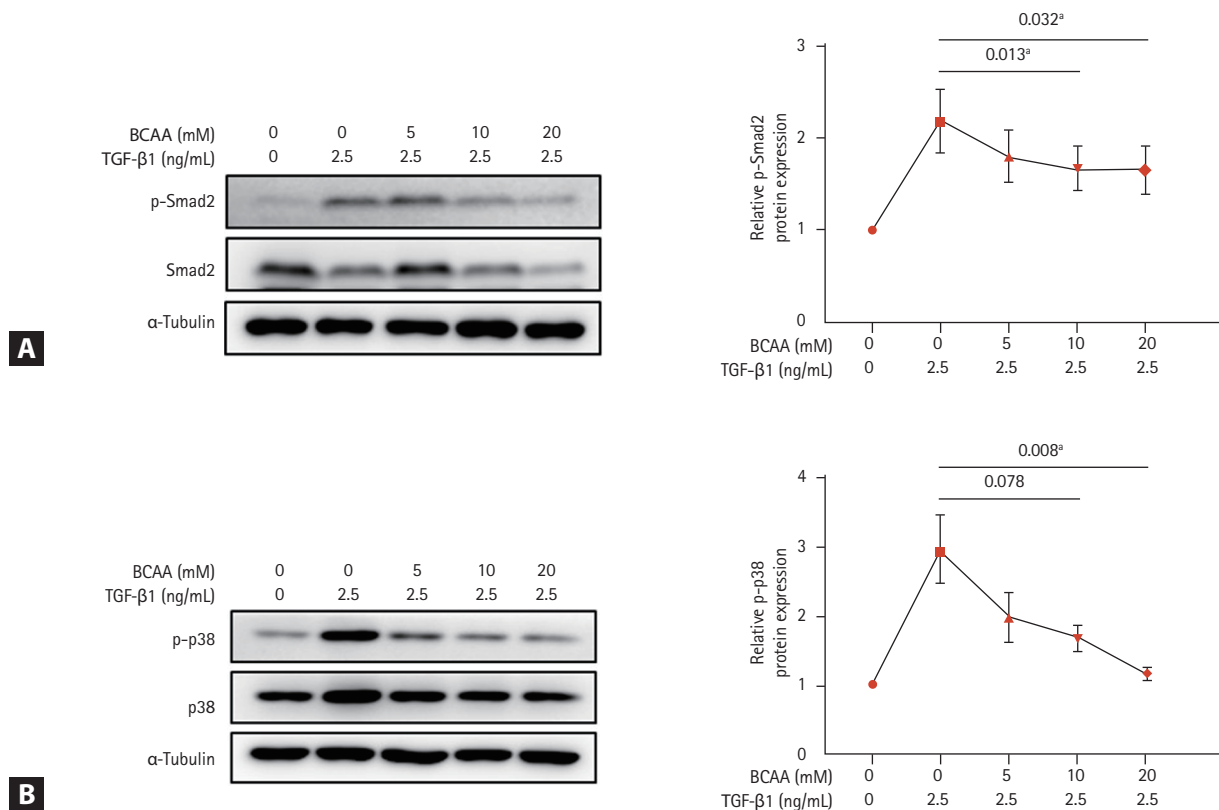 BCAA (mM) 0 0 5 10 20
TGF-β1 (ng/mL) 0 2.5 2.5 2.5 2.5
p-Smad2
Smad2
α-Tubulin
A
0.032ᵃ
0.013ᵃ
Relative p-Smad2
protein expression
3
2
1
0
BCAA (mM) 0 0 5 10 20
TGF-β1 (ng/mL) 0 2.5 2.5 2.5 2.5
BCAA (mM) 0 0 5 10 20
TGF-β1 (ng/mL) 0 2.5 2.5 2.5 2.5
p-p38
p38
α-Tubulin
B
0.008ᵃ
0.078
Relative p-p38
protein expression
4
3
2
1
0
BCAA (mM) 0 0 5 10 20
TGF-β1 (ng/mL) 0 2.5 2.5 2.5 2.5